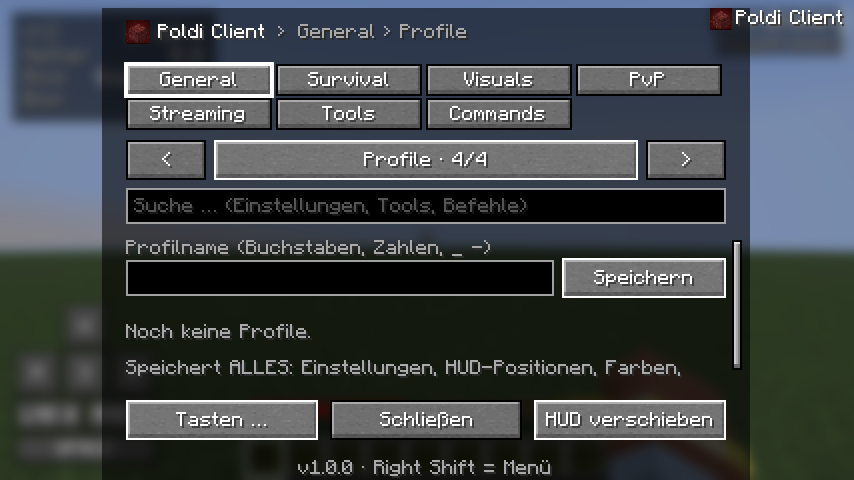 Poldi Client > General > Profile
Poldi Client
General Survival Visuals PvP
Streaming Tools Commands
< Profile · 4/4 >
Suche ... (Einstellungen, Tools, Befehle)
Profilname (Buchstaben, Zahlen, _ -)
Speichern
Noch keine Profile.
Speichert ALLES: Einstellungen, HUD-Positionen, Farben,
Tasten ... Schließen HUD verschieben
v1.0.0 · Right Shift = Menü